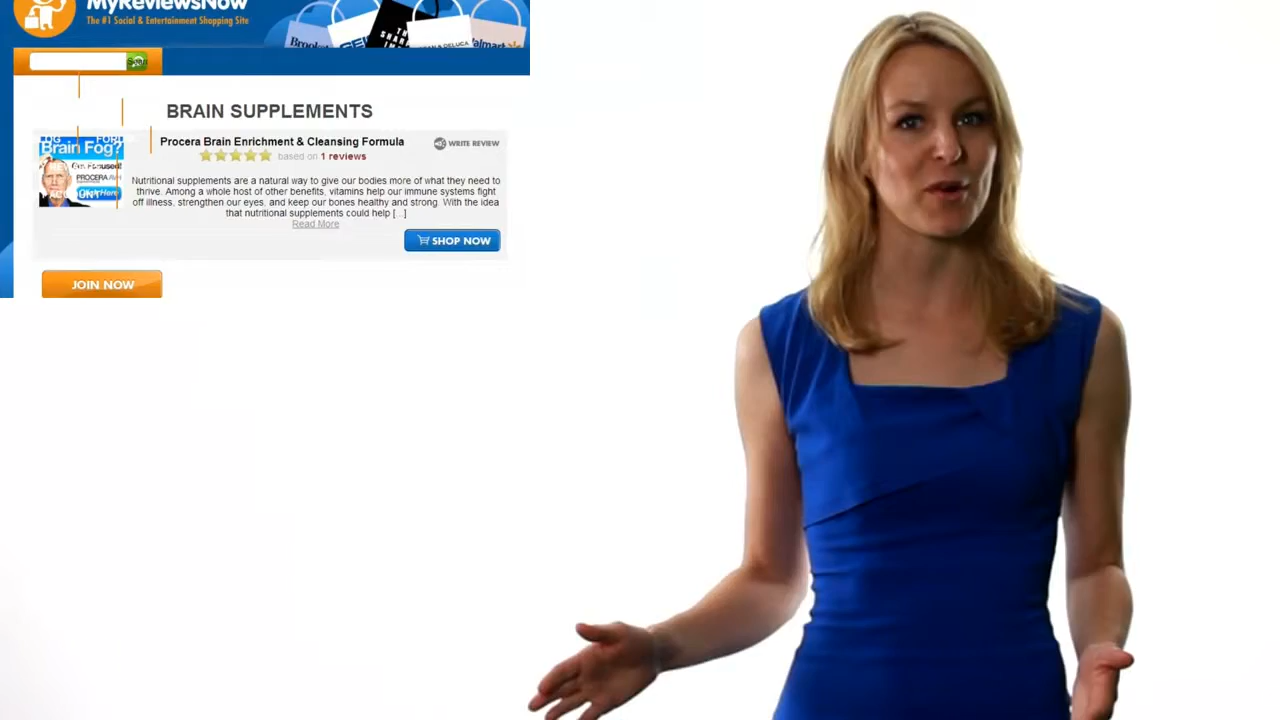 MyReviewsNow
The #1 Social & Entertainment Shopping Site
BRAIN SUPPLEMENTS
Procera Brain Enrichment & Cleansing Formula
WRITE REVIEW
based on 1 reviews
Brain Fog?
Nutritional supplements are a natural way to give our bodies more of what they need to
thrive. Among a whole host of other benefits, vitamins help our immune systems fight
off illness, strengthen our eyes, and keep our bones healthy and strong. With the idea
that nutritional supplements could help [...]
Read More
PROCERA
SHOP NOW
JOIN NOW